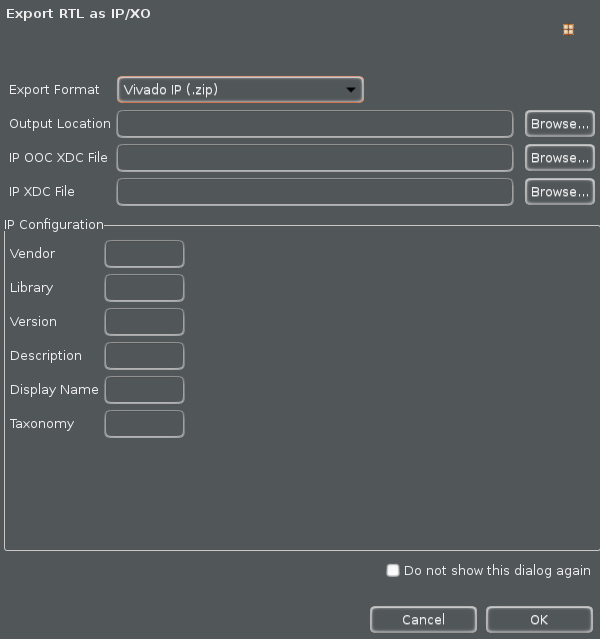 Export RTL as IP/XO
Export Format Vivado IP (.zip)
Output Location Browse...
IP OOC XDC File Browse...
IP XDC File Browse...
IP Configuration
Vendor
Library
Version
Description
Display Name
Taxonomy
Do not show this dialog again
Cancel OK